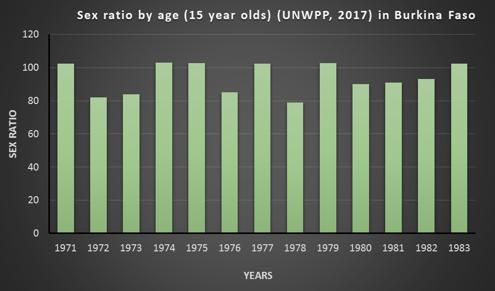 Sex ratio by age (15 year olds) (UNWPP, 2017) in Burkina Faso
120
100
80
60
40
20
0
SEX RATIO
1971 1972 1973 1974 1975 1976 1977 1978 1979 1980 1981 1982 1983
YEARS